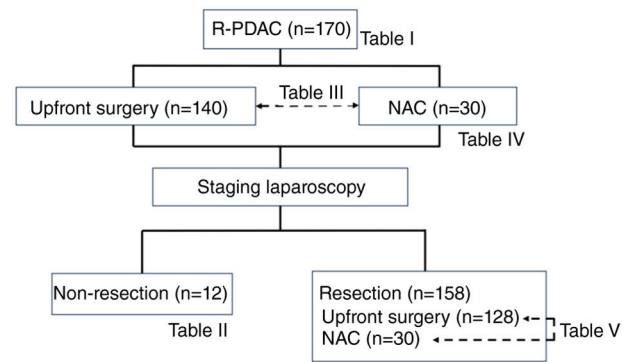 R-PDAC (n=170)
Table I
Table III
Upfront surgery (n=140)
NAC (n=30)
Table IV
Staging laparoscopy
Non-resection (n=12)
Table II
Resection (n=158)
Upfront surgery (n=128)
NAC (n=30)
Table V